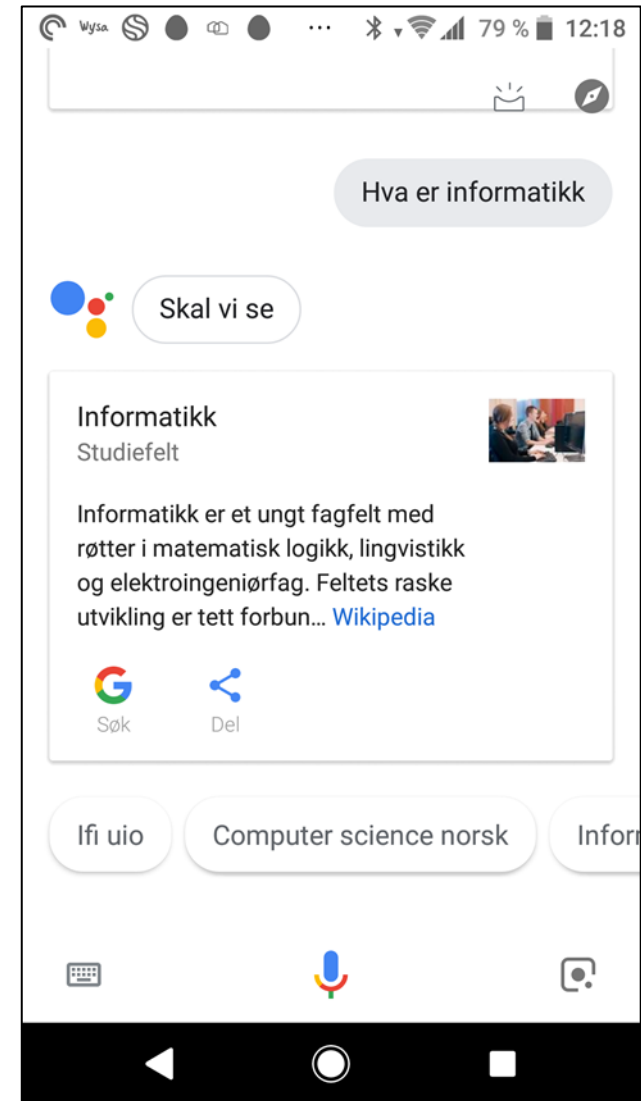 Wysa 79 % 12:18
Hva er informatikk
Skal vi se
Informatikk
Studiefelt
Informatikk er et ungt fagfelt med
røtter i matematisk logikk, lingvistikk
og elektroingeniørfag. Feltets raske
utvikling er tett forbun... Wikipedia
Søk Del
Ifi uio Computer science norsk Infor